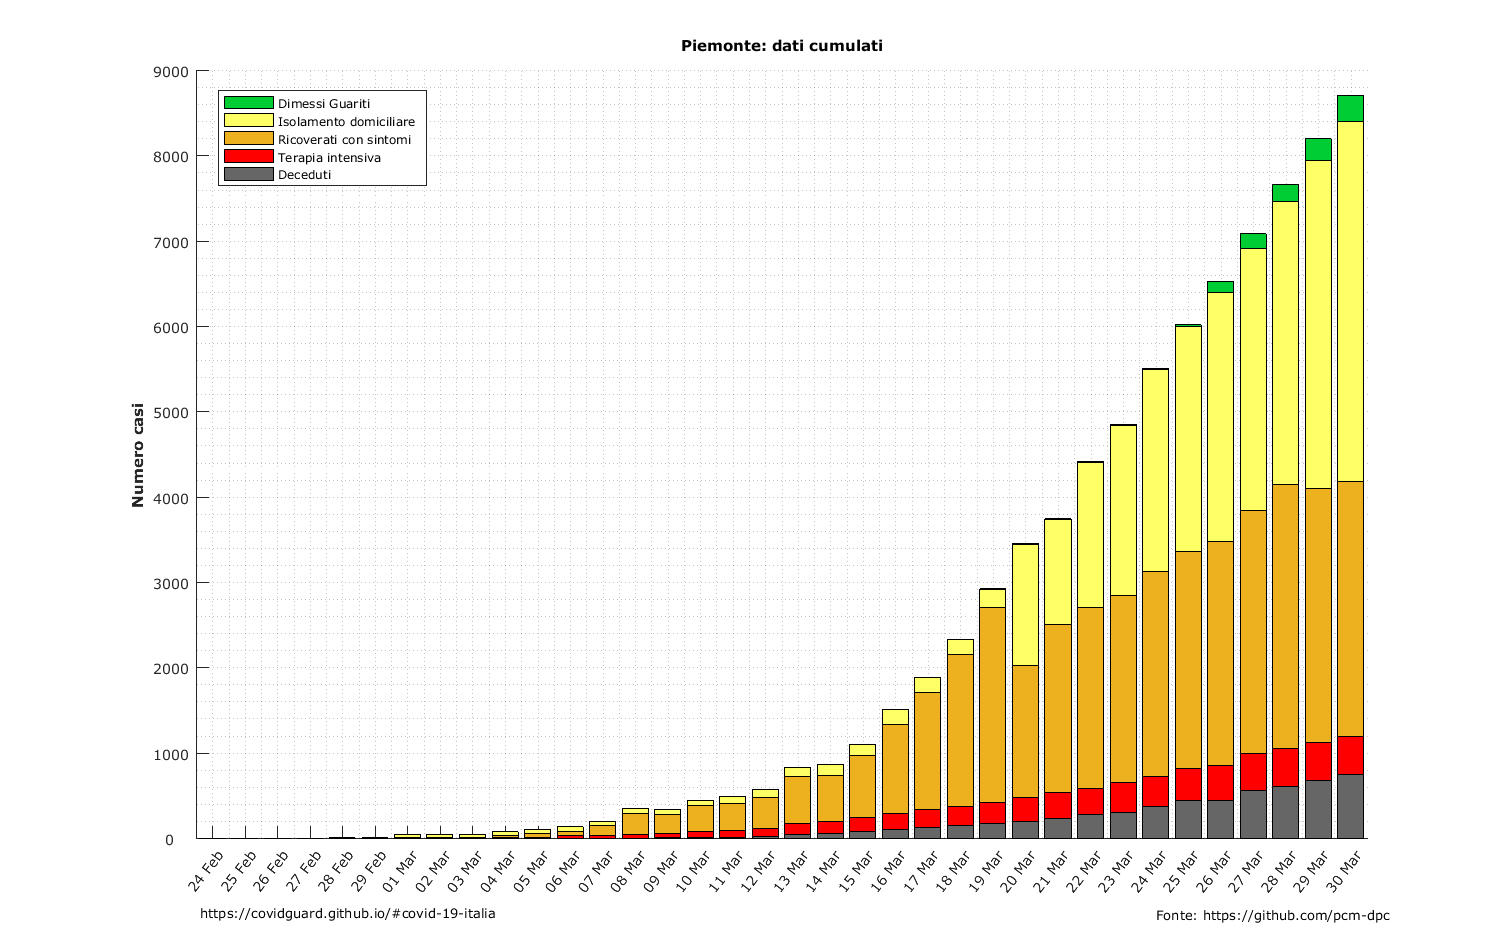 Piemonte: dati cumulati
Numero casi
9000
8000
7000
6000
5000
4000
3000
2000
1000
0
Dimessi Guariti
Isolamento domiciliare
Ricoverati con sintomi
Terapia intensiva
Deceduti
24 Feb
25 Feb
26 Feb
27 Feb
28 Feb
29 Feb
01 Mar
02 Mar
03 Mar
04 Mar
05 Mar
06 Mar
07 Mar
08 Mar
09 Mar
10 Mar
11 Mar
12 Mar
13 Mar
14 Mar
15 Mar
16 Mar
17 Mar
18 Mar
19 Mar
20 Mar
21 Mar
22 Mar
23 Mar
24 Mar
25 Mar
26 Mar
27 Mar
28 Mar
29 Mar
30 Mar
https://covidguard.github.io/#covid-19-italia
Fonte: https://github.com/pcm-dpc